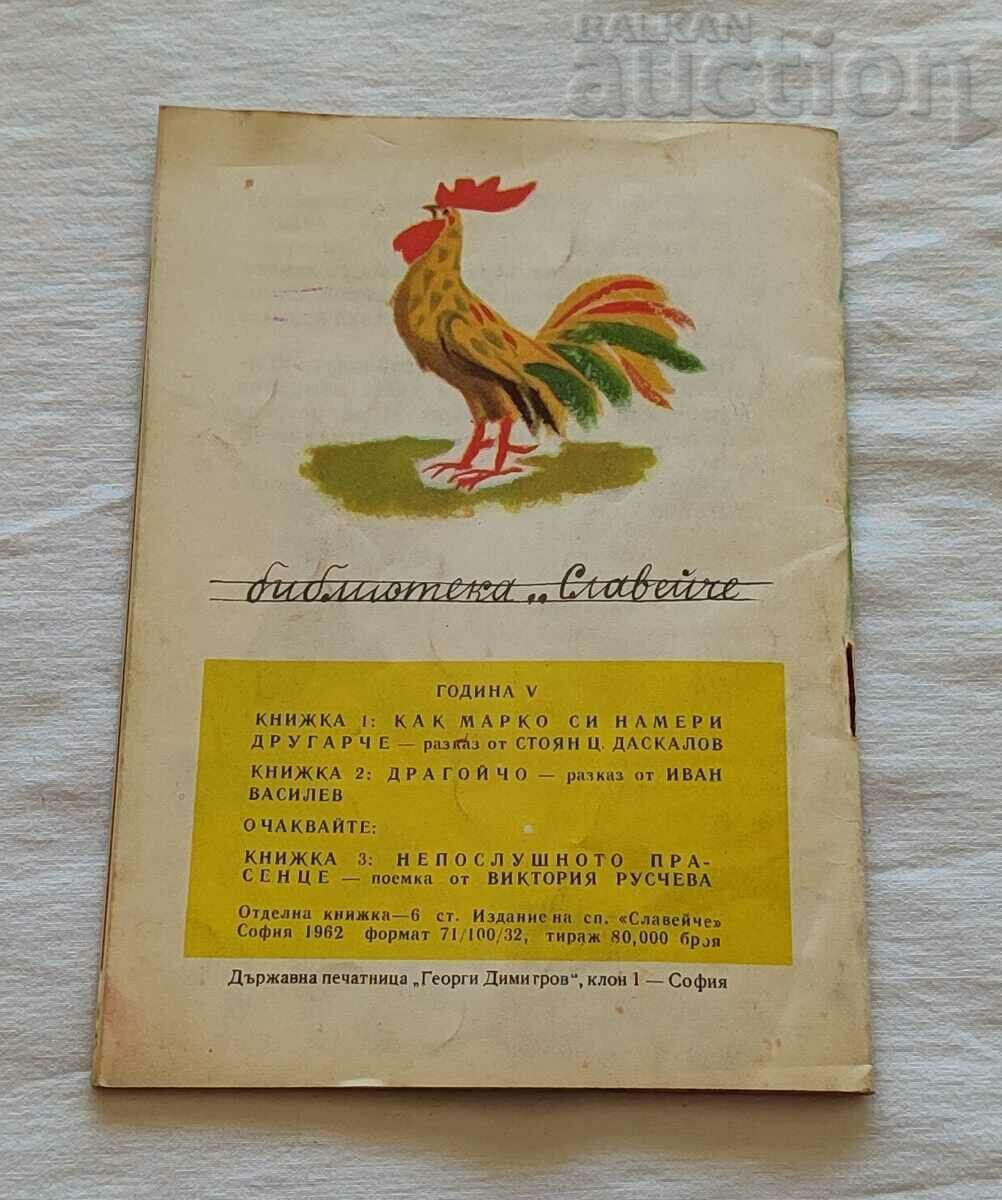 BALKAN
auction
библиотека „Славейче
ГОДИНА V
КНИЖКА 1: КАК МАРКО СИ НАМЕРИ
ДРУГАРЧЕ — разказ от СТОЯН Ц. ДАСКАЛОВ
КНИЖКА 2: ДРАГОЙЧО — разказ от ИВАН
ВАСИЛЕВ
ОЧАКВАЙТЕ:
КНИЖКА 3: НЕПОСЛУШНОТО ПРА-
СЕНЦЕ — поемка от ВИКТОРИЯ РУСЧЕВА
Отделна книжка—6 ст. Издание на сп. «Славейче»
София 1962 формат 71/100/32, тираж 80,000 броя
Държавна печатница „Георги Димитров“, клон 1 — София